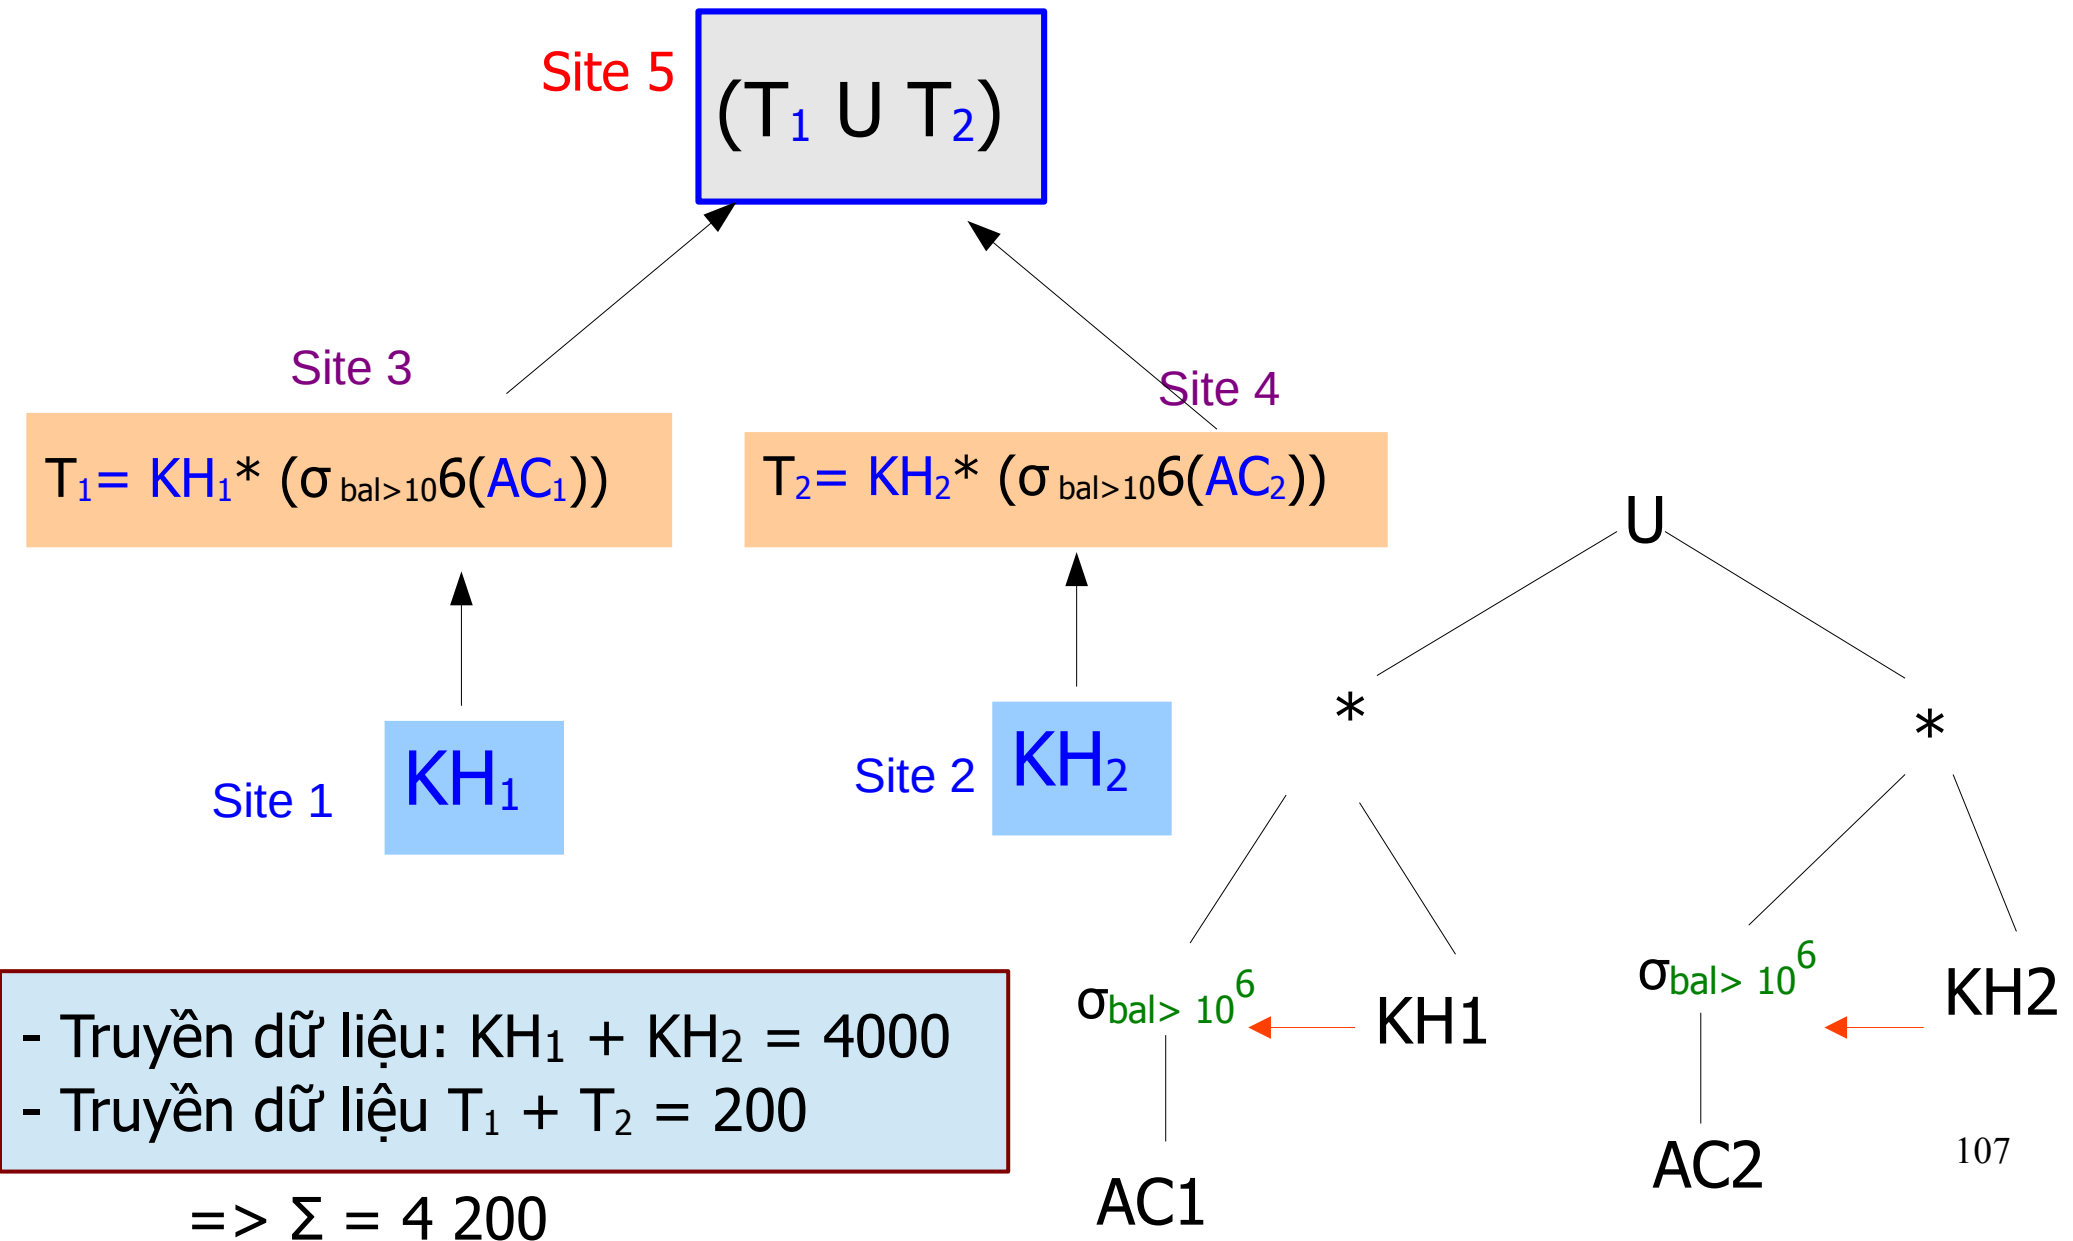 Site 5
(T₁ U T₂)
Site 3
Site 4
T₁= KH₁* (σ bal>106(AC₁))
T₂= KH₂* (σ bal>106(AC₂))
U
*
*
Site 1
KH₁
Site 2
KH₂
σbal> 10⁶
KH1
σbal> 10⁶
KH2
- Truyền dữ liệu: KH₁ + KH₂ = 4000
- Truyền dữ liệu T₁ + T₂ = 200
AC1
AC2
107
=> Σ = 4 200